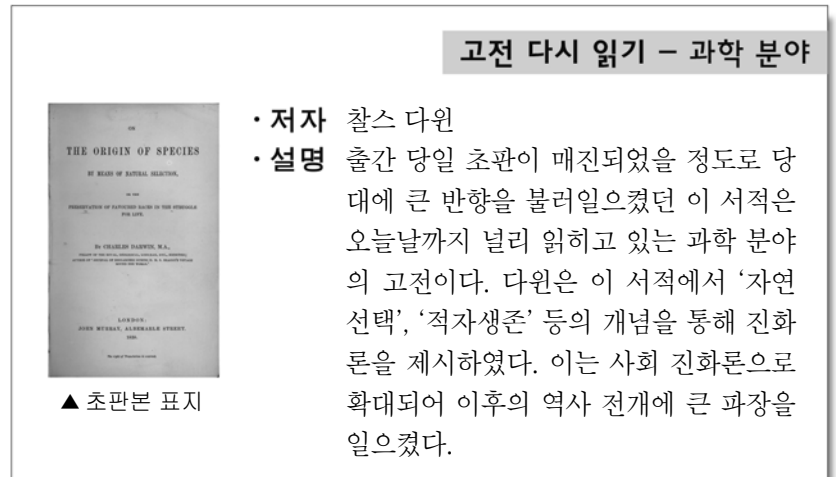 고전 다시 읽기 - 과학 분야
ON
THE ORIGIN OF SPECIES
BY MEANS OF NATURAL SELECTION,
OR THE
PRESERVATION OF FAVOURED RACES IN THE STRUGGLE
FOR LIFE.
BY CHARLES DARWIN, M.A.,
LONDON:
JOHN MURRAY, ALBEMARLE STREET.
▲ 초판본 표지
· 저자 찰스 다윈
· 설명 출간 당일 초판이 매진되었을 정도로 당
대에 큰 반향을 불러일으켰던 이 서적은
오늘날까지 널리 읽히고 있는 과학 분야
의 고전이다. 다윈은 이 서적에서 ‘자연
선택’, ‘적자생존’ 등의 개념을 통해 진화
론을 제시하였다. 이는 사회 진화론으로
확대되어 이후의 역사 전개에 큰 파장을
일으켰다.